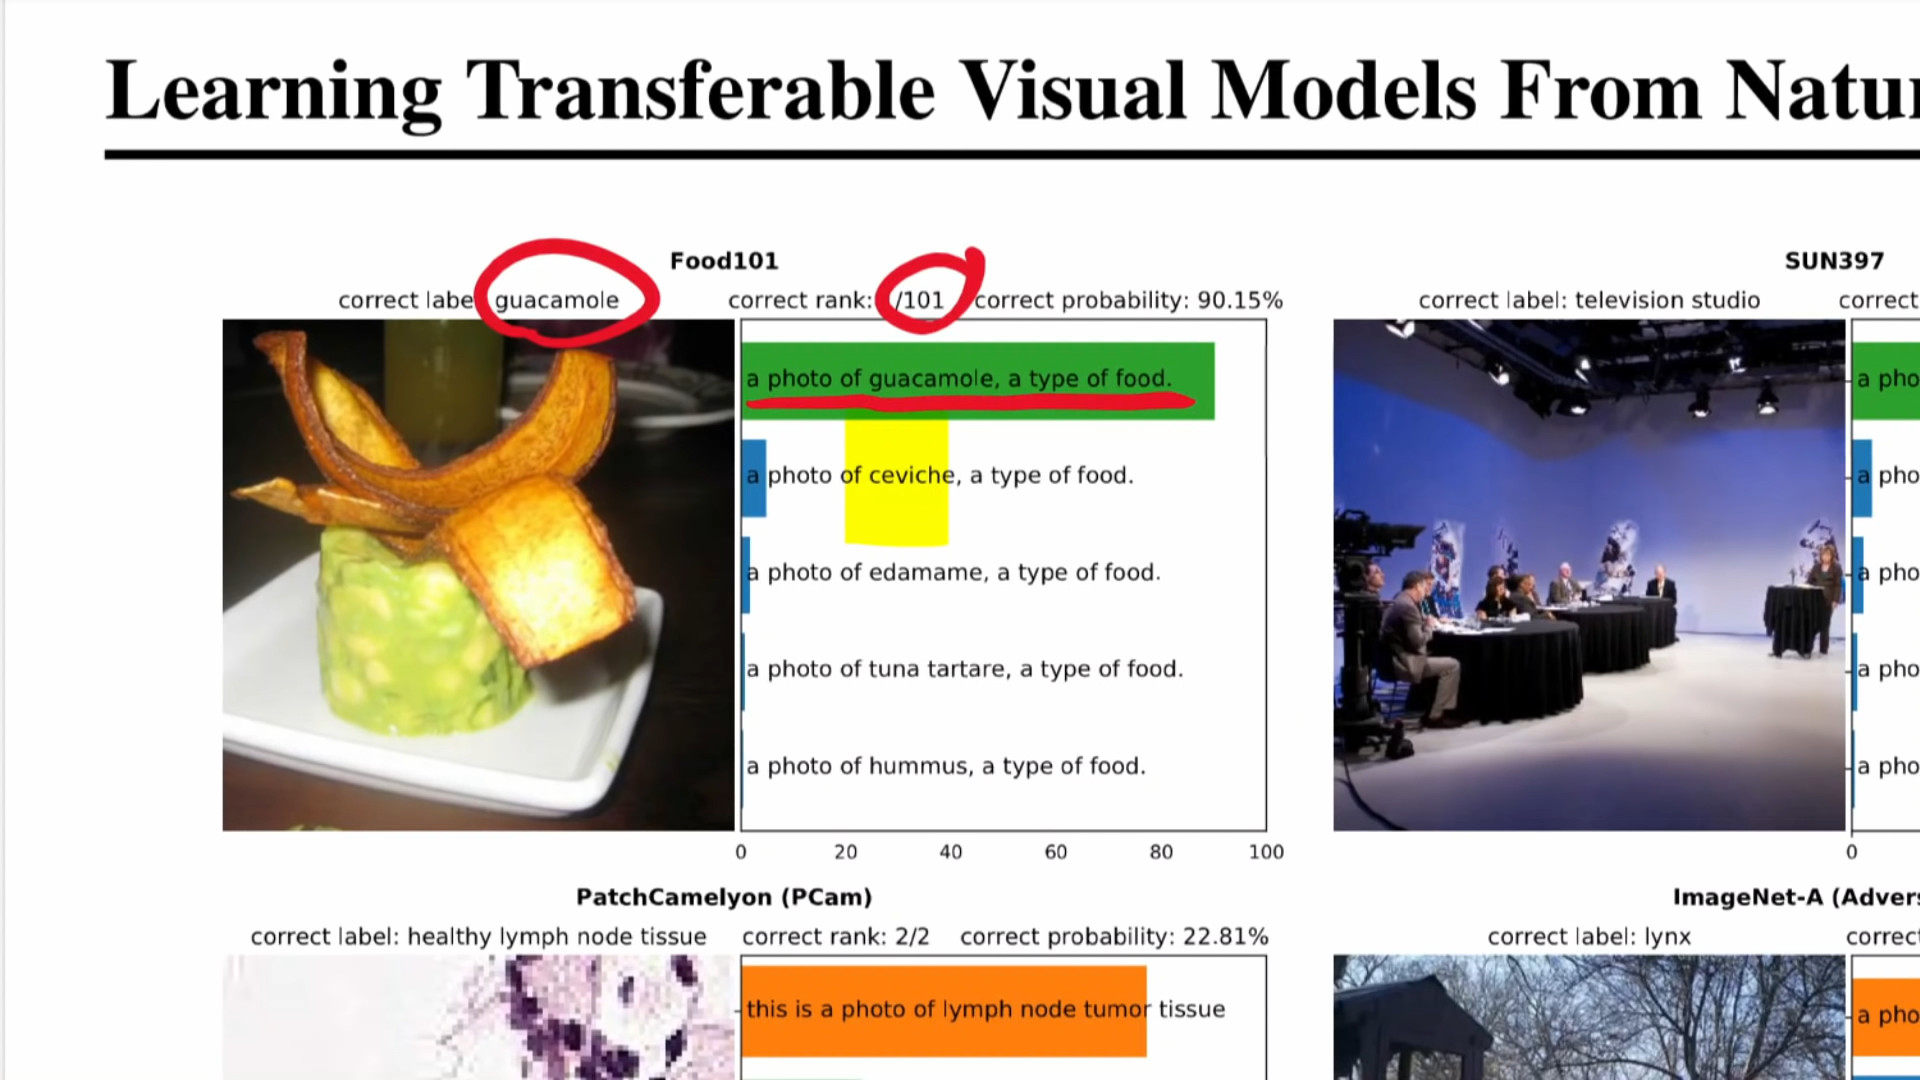 Learning Transferable Visual Models From Natur
Food101
correct labe guacamole correct rank: /101 correct probability: 90.15%
a photo of guacamole, a type of food.
a photo of ceviche, a type of food.
a photo of edamame, a type of food.
a photo of tuna tartare, a type of food.
a photo of hummus, a type of food.
0 20 40 60 80 100
SUN397
correct label: television studio correct
a pho
a pho
a pho
a pho
a pho
0
PatchCamelyon (PCam)
correct label: healthy lymph node tissue correct rank: 2/2 correct probability: 22.81%
this is a photo of lymph node tumor tissue
ImageNet-A (Advers
correct label: lynx correct
a pho